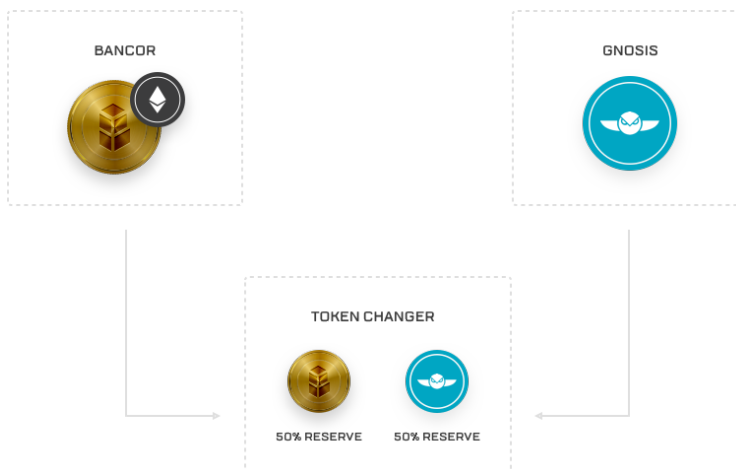 BANCOR
GNOSIS
TOKEN CHANGER
50% RESERVE
50% RESERVE